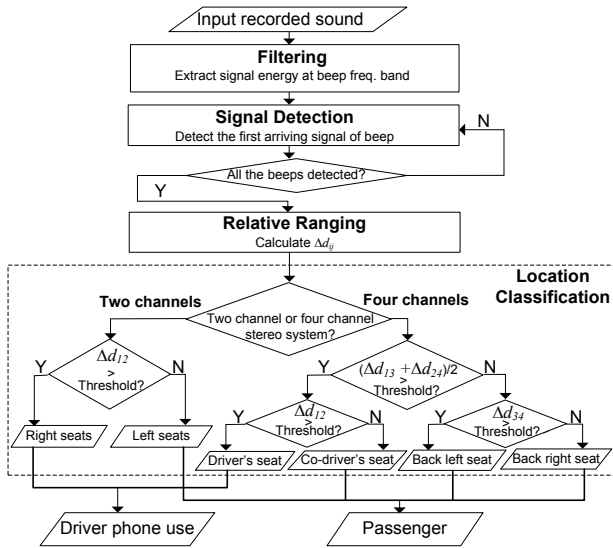 Input recorded sound
Filtering
Extract signal energy at beep freq. band
Signal Detection
Detect the first arriving signal of beep
N
All the beeps detected?
Y
Relative Ranging
Calculate Δd_ij
Location
Classification
Two channels
Four channels
Two channel or four channel
stereo system?
Y
Δd_12
>
Threshold?
N
Y
(Δd_13 +Δd_24)/2
>
Threshold?
N
Y
Δd_12
>
Threshold?
N
Y
Δd_34
>
Threshold?
N
Right seats
Left seats
Driver's seat
Co-driver's seat
Back left seat
Back right seat
Driver phone use
Passenger